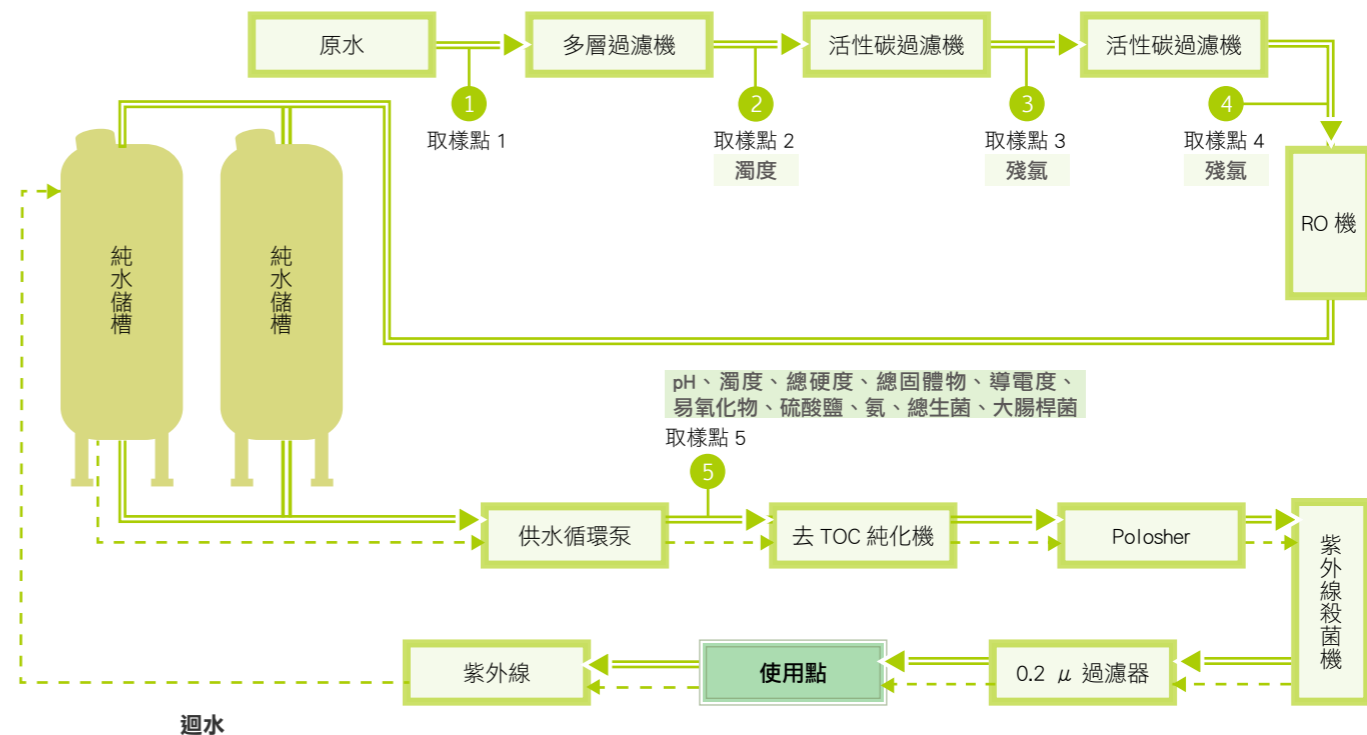 原水
多層過濾機
活性碳過濾機
活性碳過濾機
1
2
3
4
取樣點 1
取樣點 2
濁度
取樣點 3
殘氯
取樣點 4
殘氯
RO 機
純水儲槽
純水儲槽
pH、濁度、總硬度、總固體物、導電度、
易氧化物、硫酸鹽、氨、總生菌、大腸桿菌
取樣點 5
5
供水循環泵
去 TOC 純化機
Polosher
紫外線殺菌機
紫外線
使用點
0.2 μ 過濾器
迴水